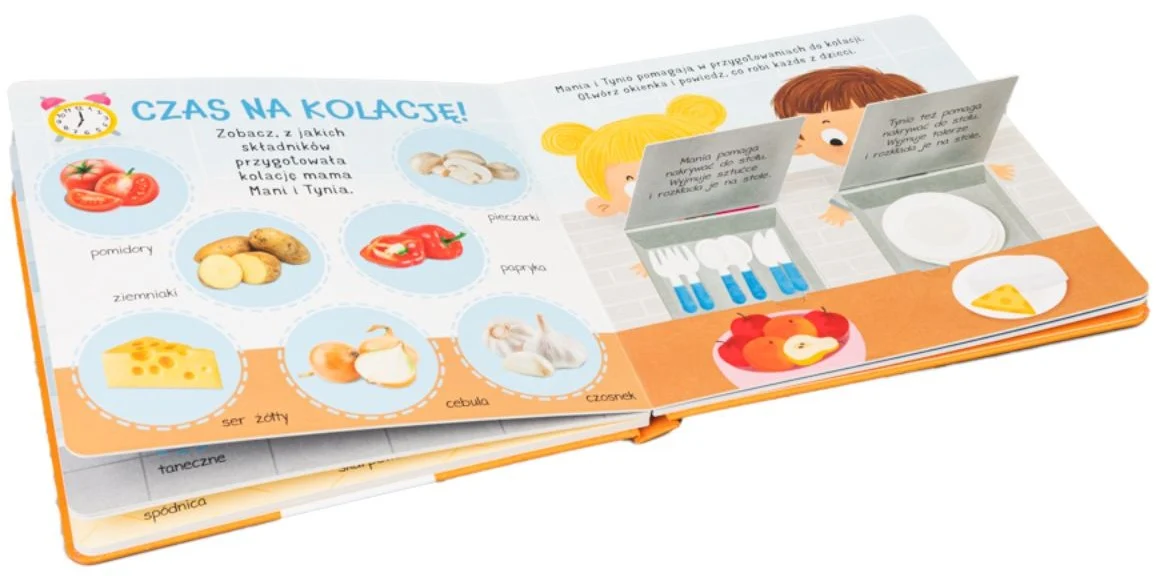 CZAS NA KOLACJĘ!
Zobacz, z jakich
składników
przygotowała
kolację mama
Mani i Tynia.
pomidory
pieczarki
ziemniaki
papryka
ser żółty
cebula
czosnek
Mania i Tynio pomagają w przygotowaniach do kolacji.
Otwórz okienka i powiedz, co robi każde z dzieci.
Mania pomaga
nakrywać do stołu.
Wyjmuje sztućce
i rozkłada je na stole.
Tynio też pomaga
nakrywać do stołu.
Wyjmuje talerze
i rozkłada je na stole.
taneczne
spódnica